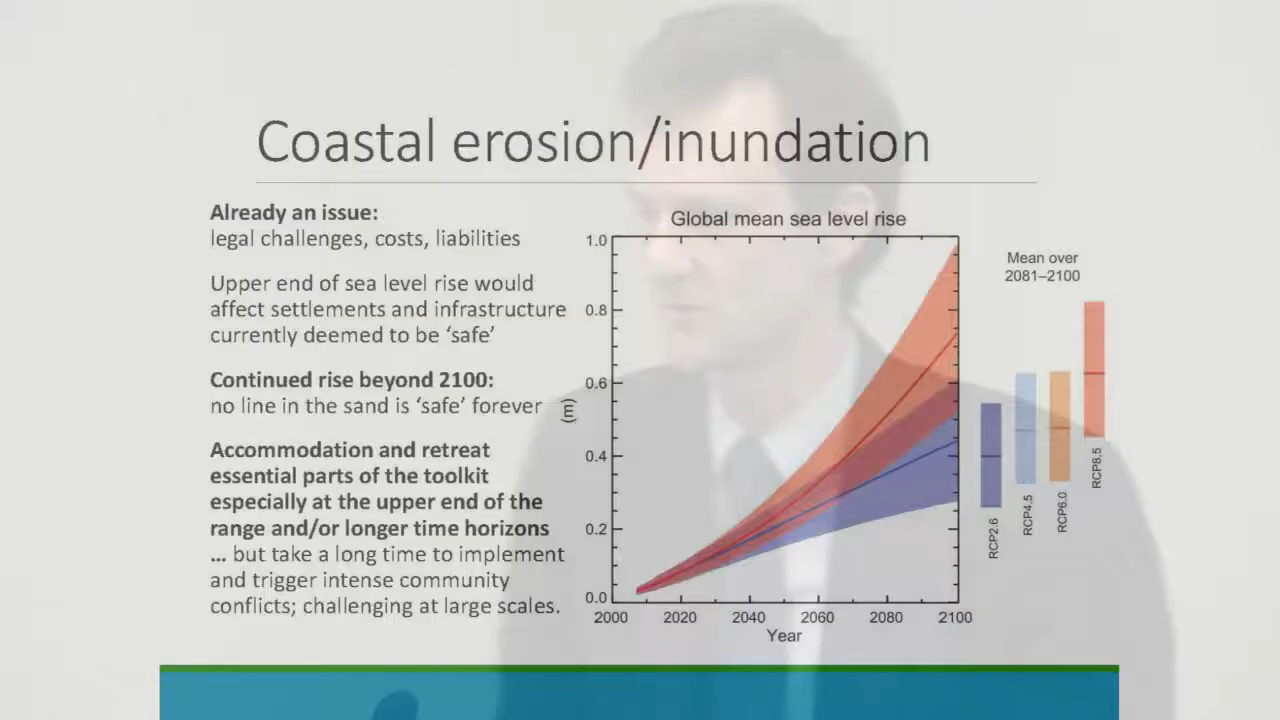 Coastal erosion/inundation
Already an issue:
legal challenges, costs, liabilities
Upper end of sea level rise would
affect settlements and infrastructure
currently deemed to be ‘safe’
Continued rise beyond 2100:
no line in the sand is ‘safe’ forever
Accommodation and retreat
essential parts of the toolkit
especially at the upper end of the
range and/or longer time horizons
... but take a long time to implement
and trigger intense community
conflicts; challenging at large scales.
Global mean sea level rise
1.0
0.8
0.6
0.4
0.2
0.0
(m)
2000 2020 2040 2060 2080 2100
Year
Mean over
2081–2100
RCP2.6
RCP4.5
RCP6.0
RCP8.5